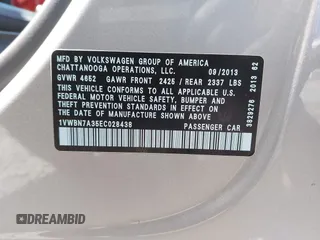 MFD BY VOLKSWAGEN GROUP OF AMERICA
CHATTANOOGA OPERATIONS, LLC. 09/2013
GVWR 4652 GAWR FRONT 2425 / REAR 2337 LBS
THIS VEHICLE CONFORMS TO ALL APPLICABLE
FEDERAL MOTOR VEHICLE SAFETY, BUMPER AND
THEFT PREVENTION STANDARDS IN EFFECT ON
THE DATE OF MANUFACTURE SHOWN ABOVE.
1VWBN7A36EC028438 PASSENGER CAR
3829276 2013 62
DREAMBID